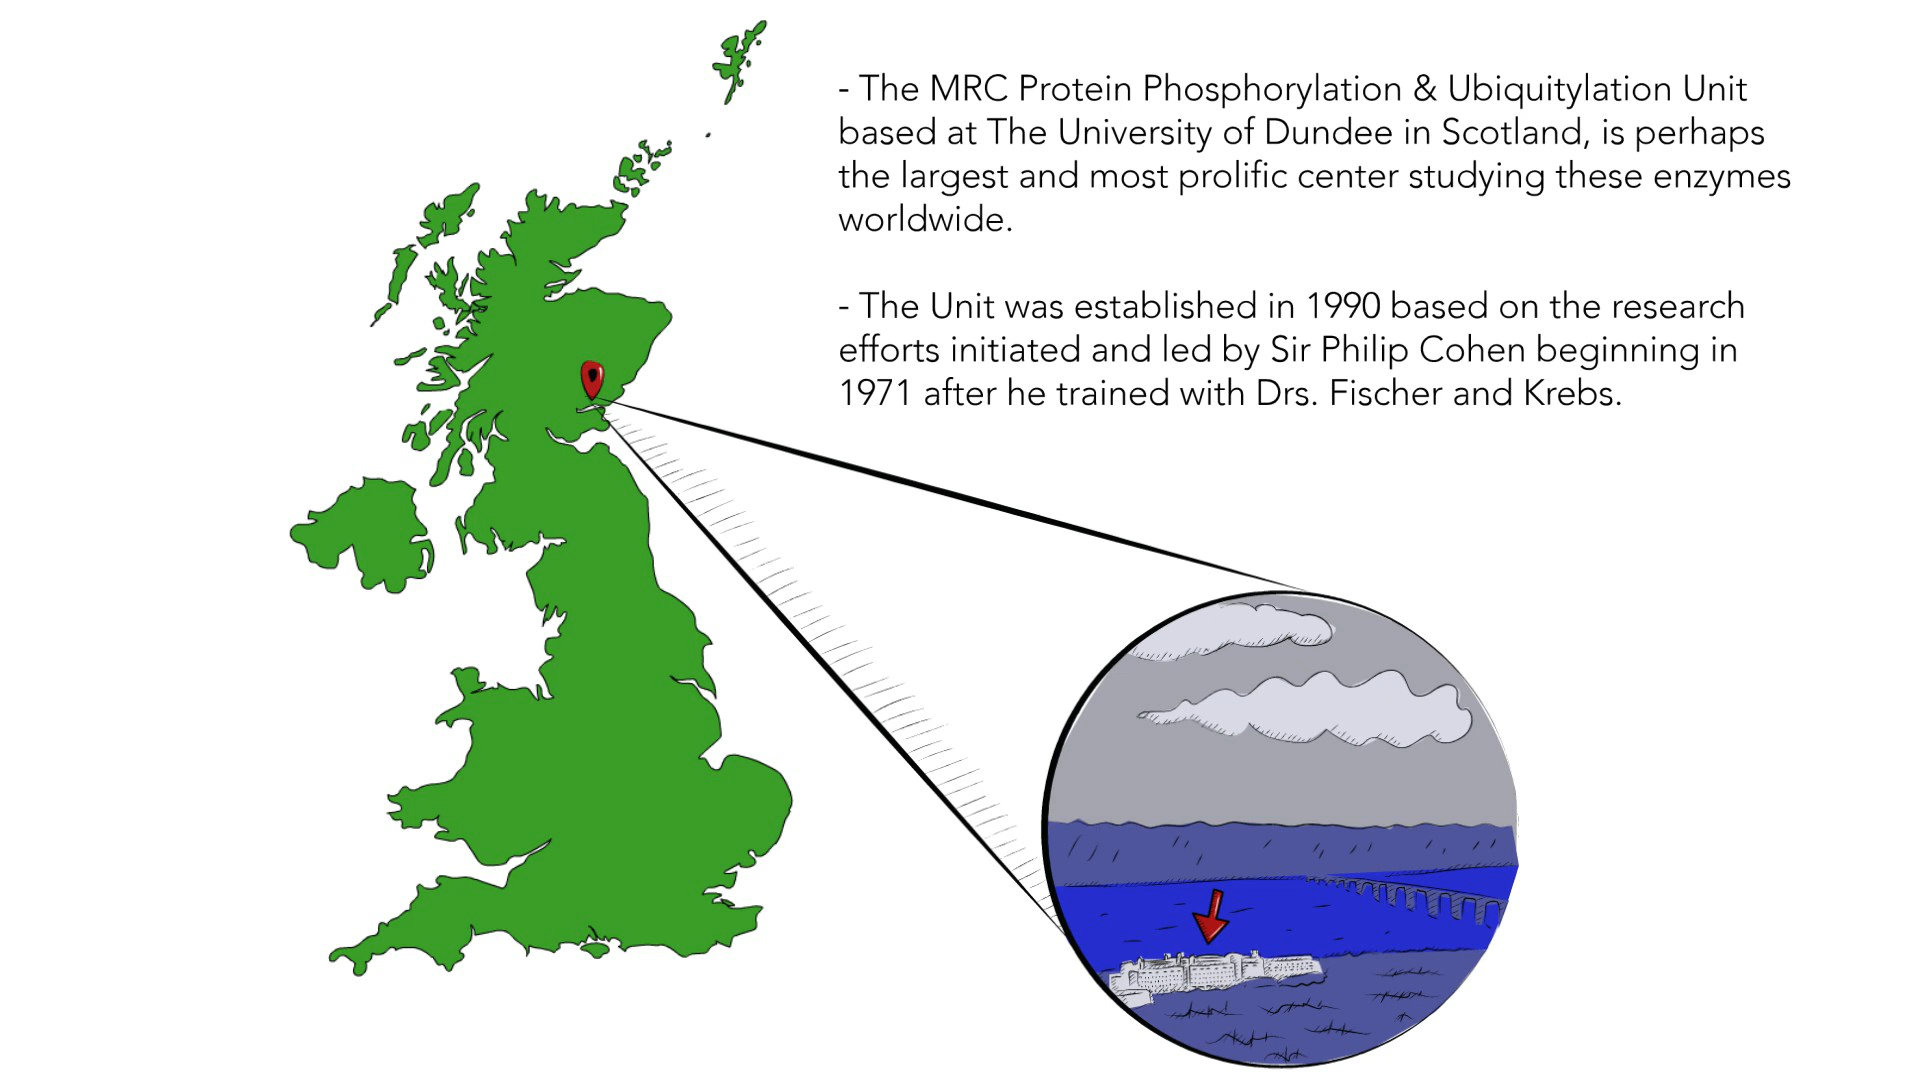 - The MRC Protein Phosphorylation & Ubiquitylation Unit
based at The University of Dundee in Scotland, is perhaps
the largest and most prolific center studying these enzymes
worldwide.
- The Unit was established in 1990 based on the research
efforts initiated and led by Sir Philip Cohen beginning in
1971 after he trained with Drs. Fischer and Krebs.